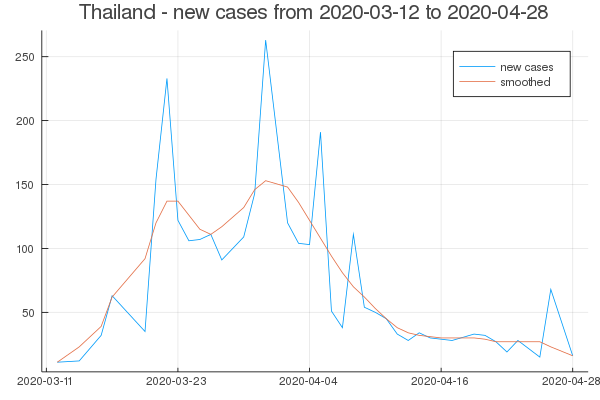 Thailand - new cases from 2020-03-12 to 2020-04-28
250
200
150
100
50
new cases
smoothed
2020-03-11 2020-03-23 2020-04-04 2020-04-16 2020-04-28